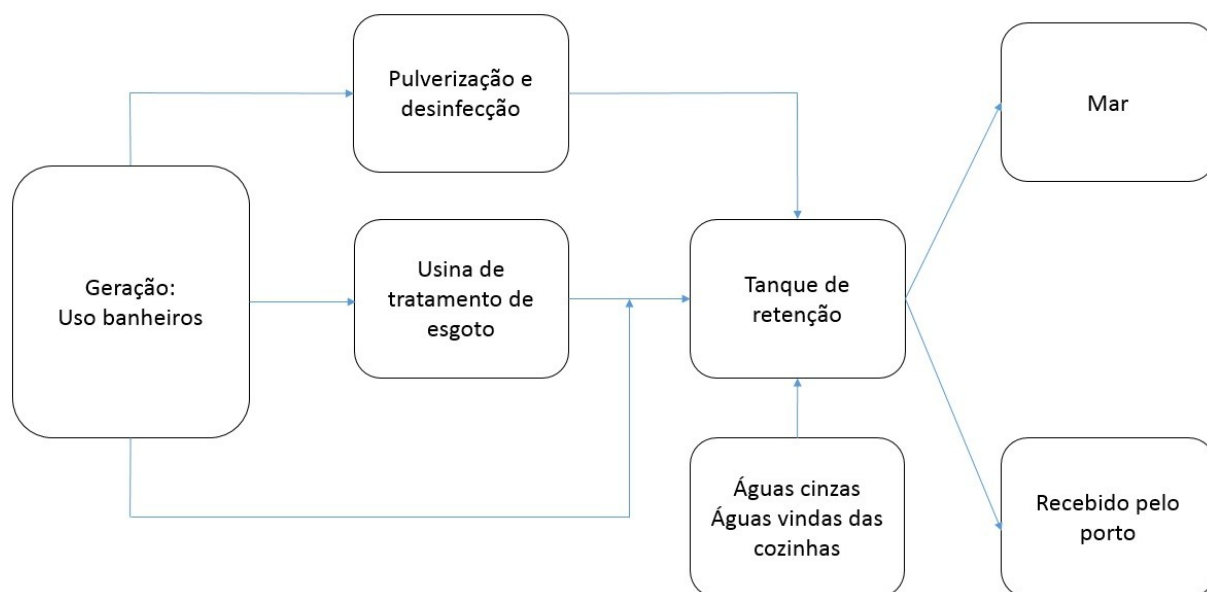 Pulverização e
desinfecção
Mar
Geração:
Uso banheiros
Usina de
tratamento de
esgoto
Tanque de
retenção
Águas cinzas
Águas vindas das
cozinhas
Recebido pelo
porto